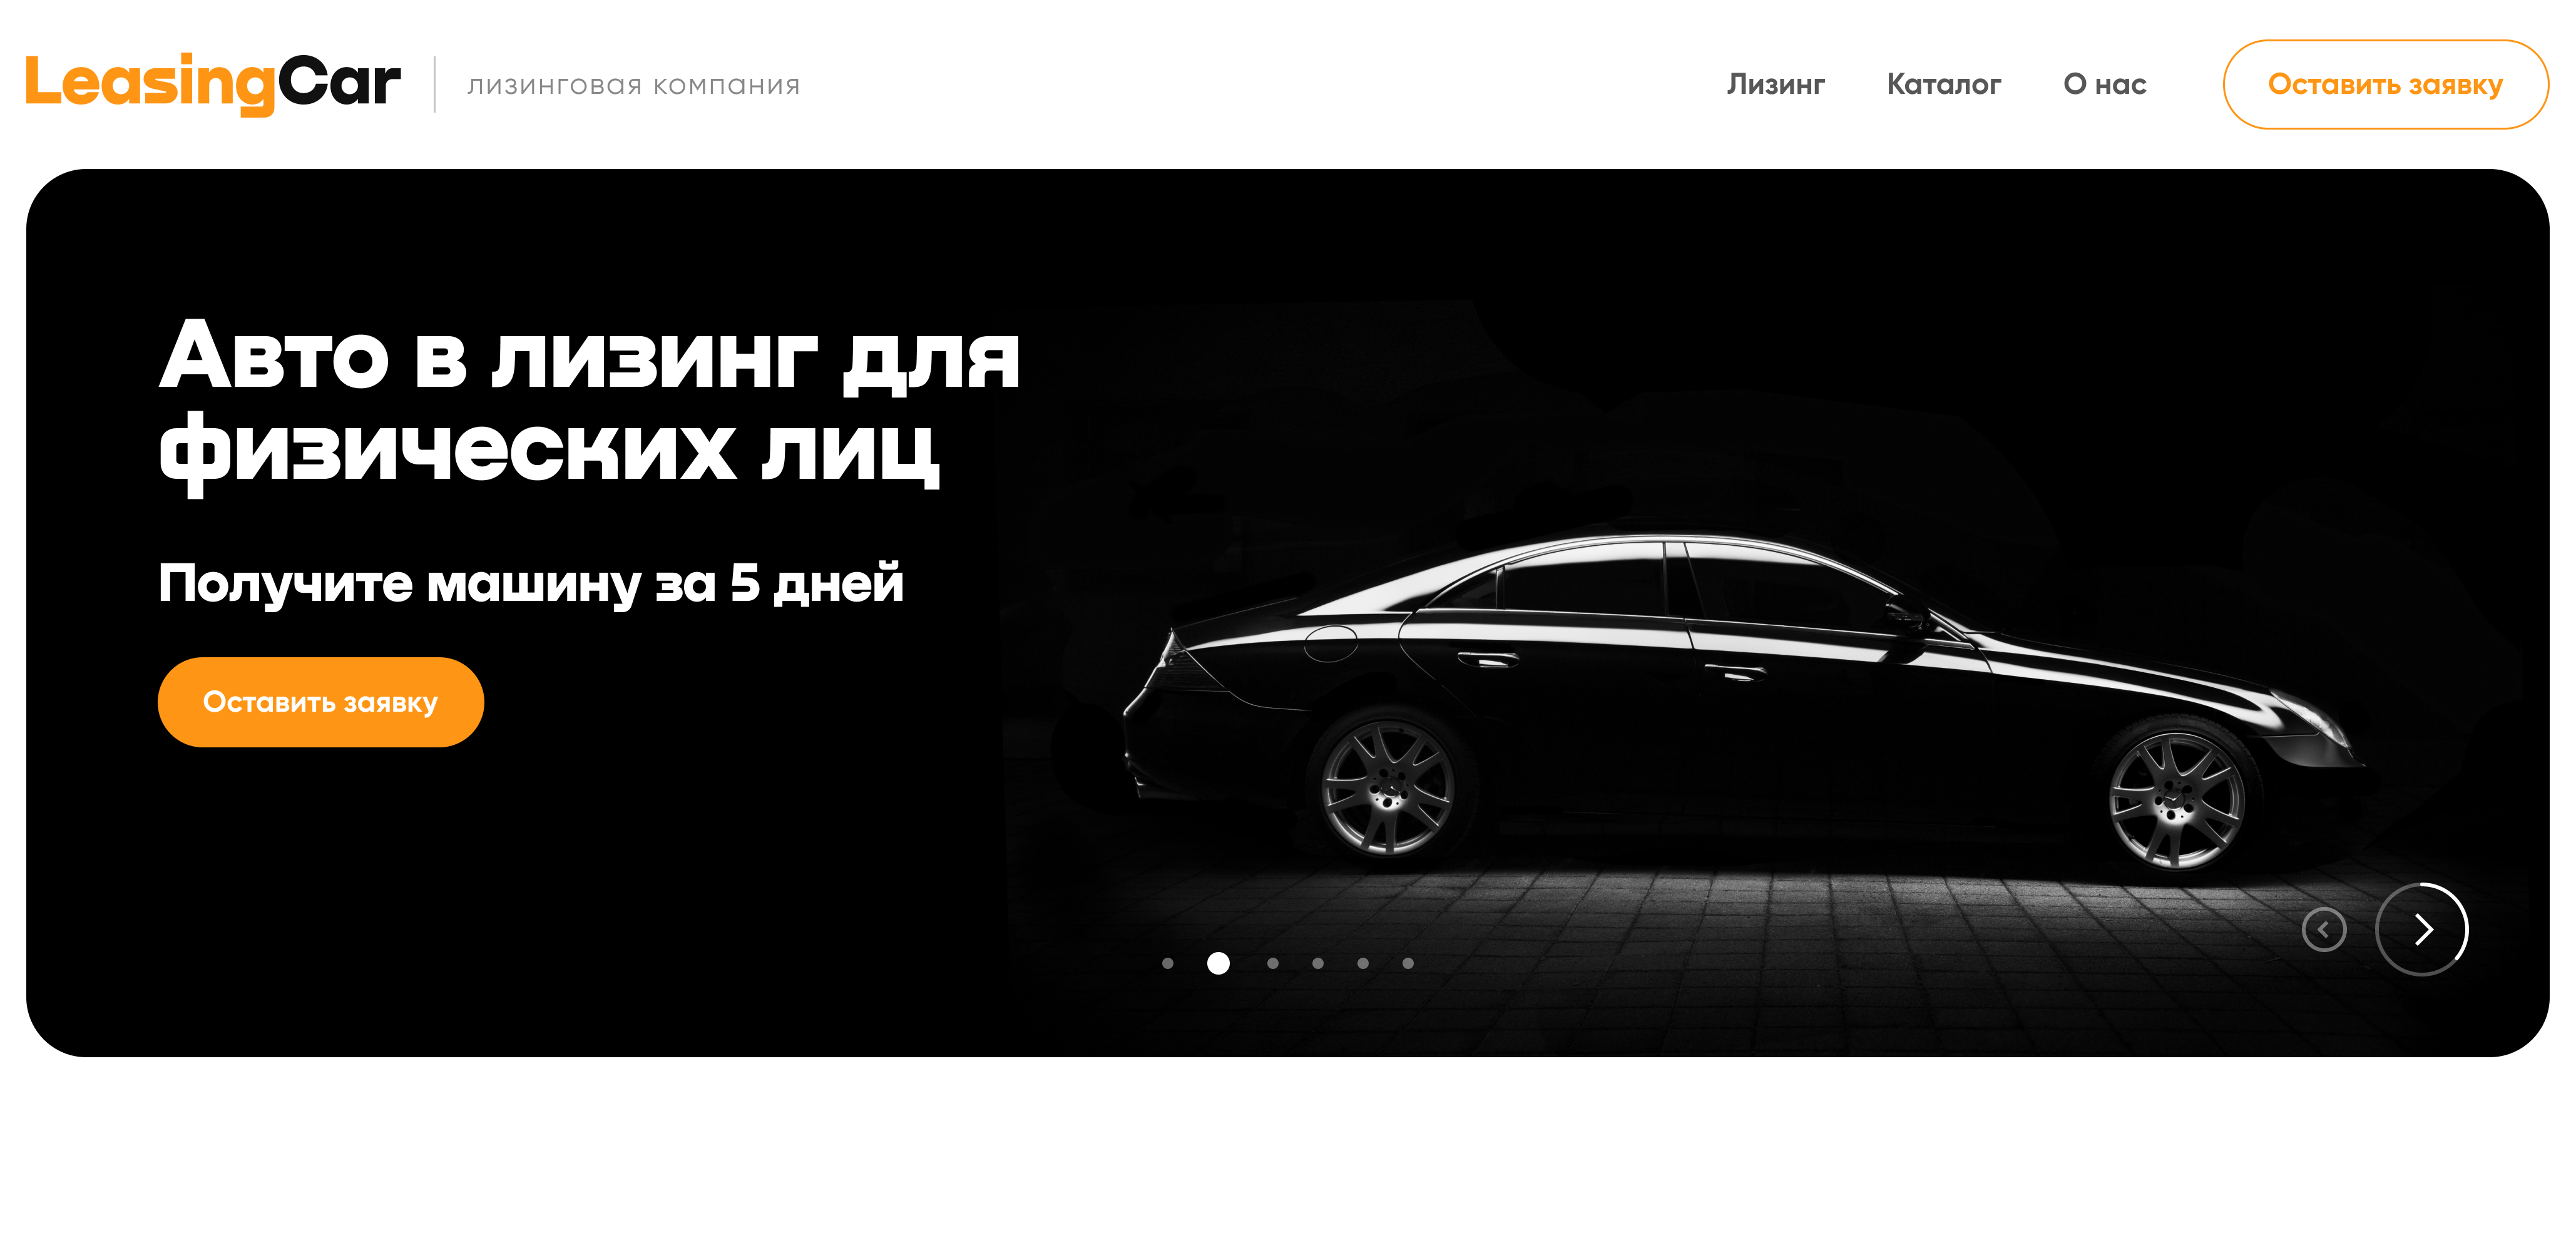 LeasingCar
лизинговая компания
Лизинг
Каталог
О нас
Оставить заявку
Авто в лизинг для
физических лиц
Получите машину за 5 дней
Оставить заявку